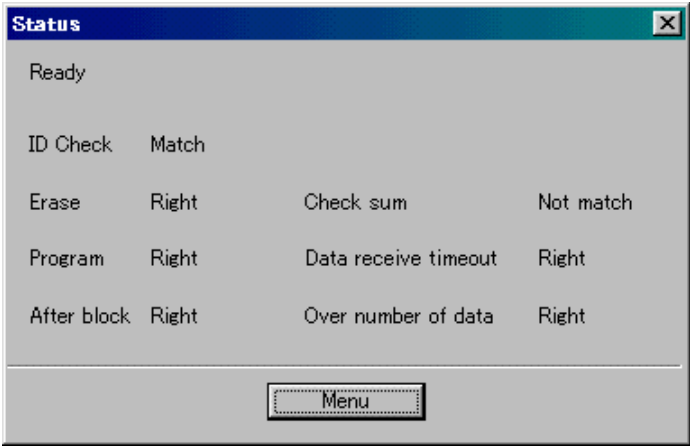 Status
Ready
ID Check Match
Erase Right Check sum Not match
Program Right Data receive timeout Right
After block Right Over number of data Right
Menu